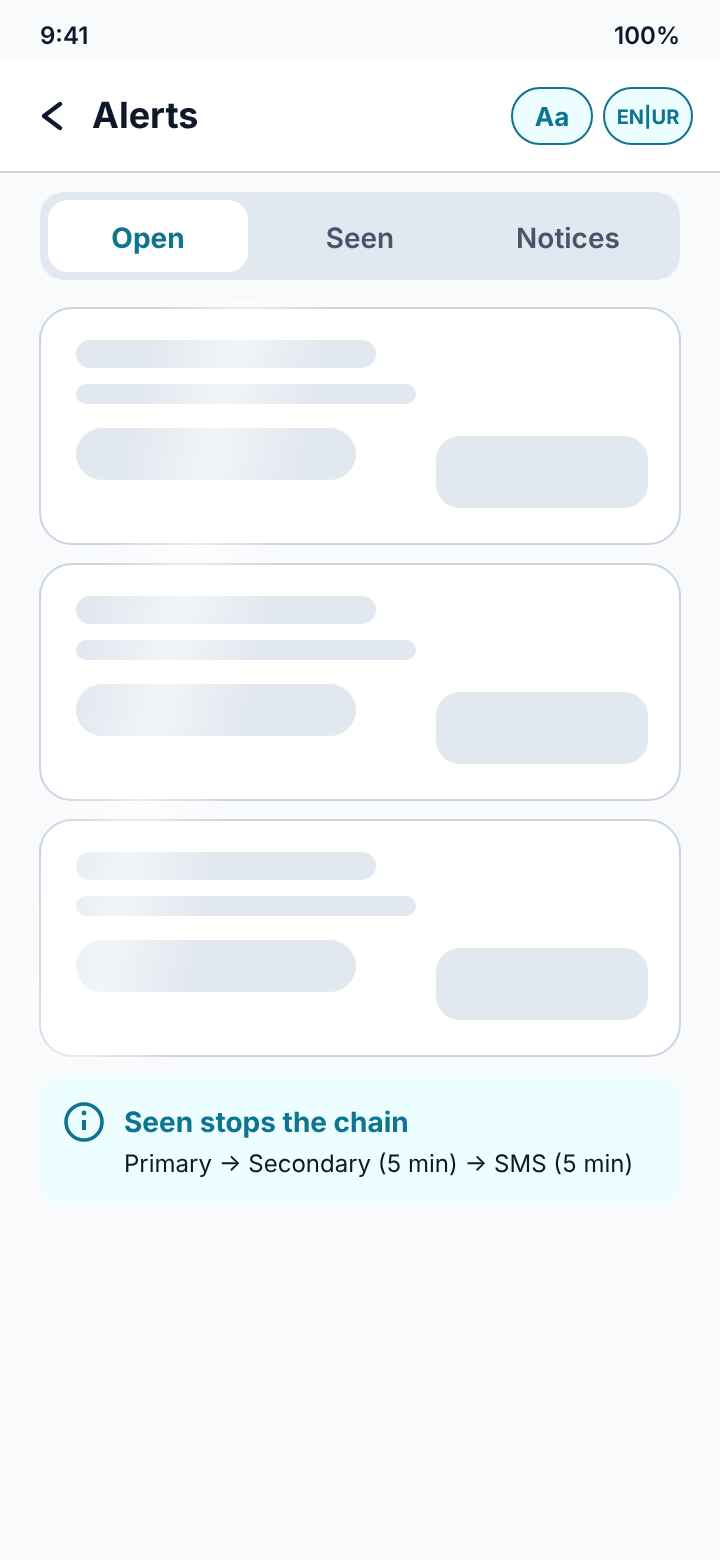 9:41 100%
Alerts Aa EN|UR
Open Seen Notices
Seen stops the chain
Primary → Secondary (5 min) → SMS (5 min)